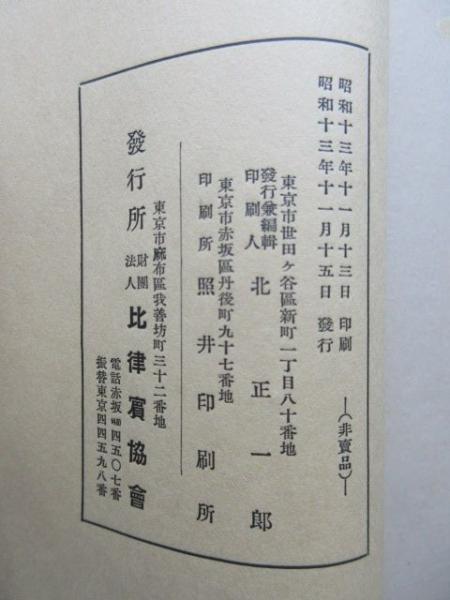 昭和十三年十一月十三日 印刷
昭和十三年十一月十五日 發行
―(非賣品)―
東京市世田ヶ谷區新町一丁目八十番地
發行兼編輯
印刷人 北正一郎
東京市赤坂區丹後町九十七番地
印刷所 照井印刷所
東京市麻布區我善坊町三十二番地
發行所 財團法人 比律賓協會
電話赤坂(48)四五〇七番
振替東京四四五九八番